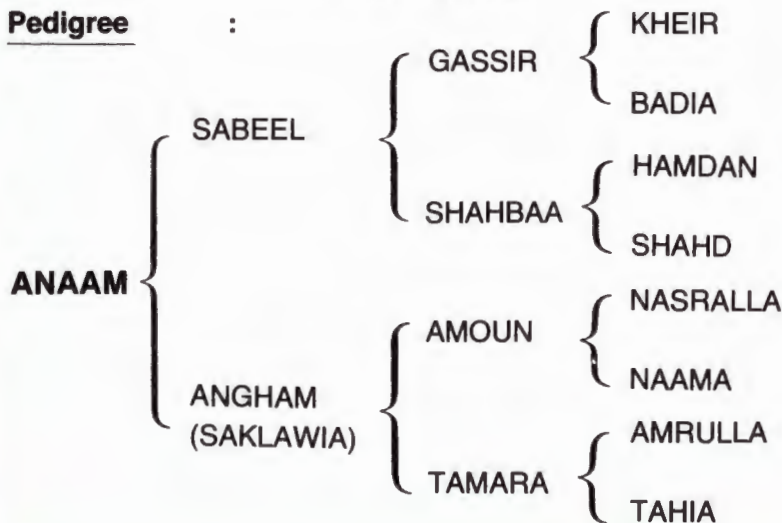 Pedigree :
KHEIR
GASSIR
BADIA
SABEEL
HAMDAN
SHAHBAA
SHAHD
ANAAM
NASRALLA
AMOUN
NAAMA
ANGHAM
(SAKLAWIA)
AMRULLA
TAMARA
TAHIA